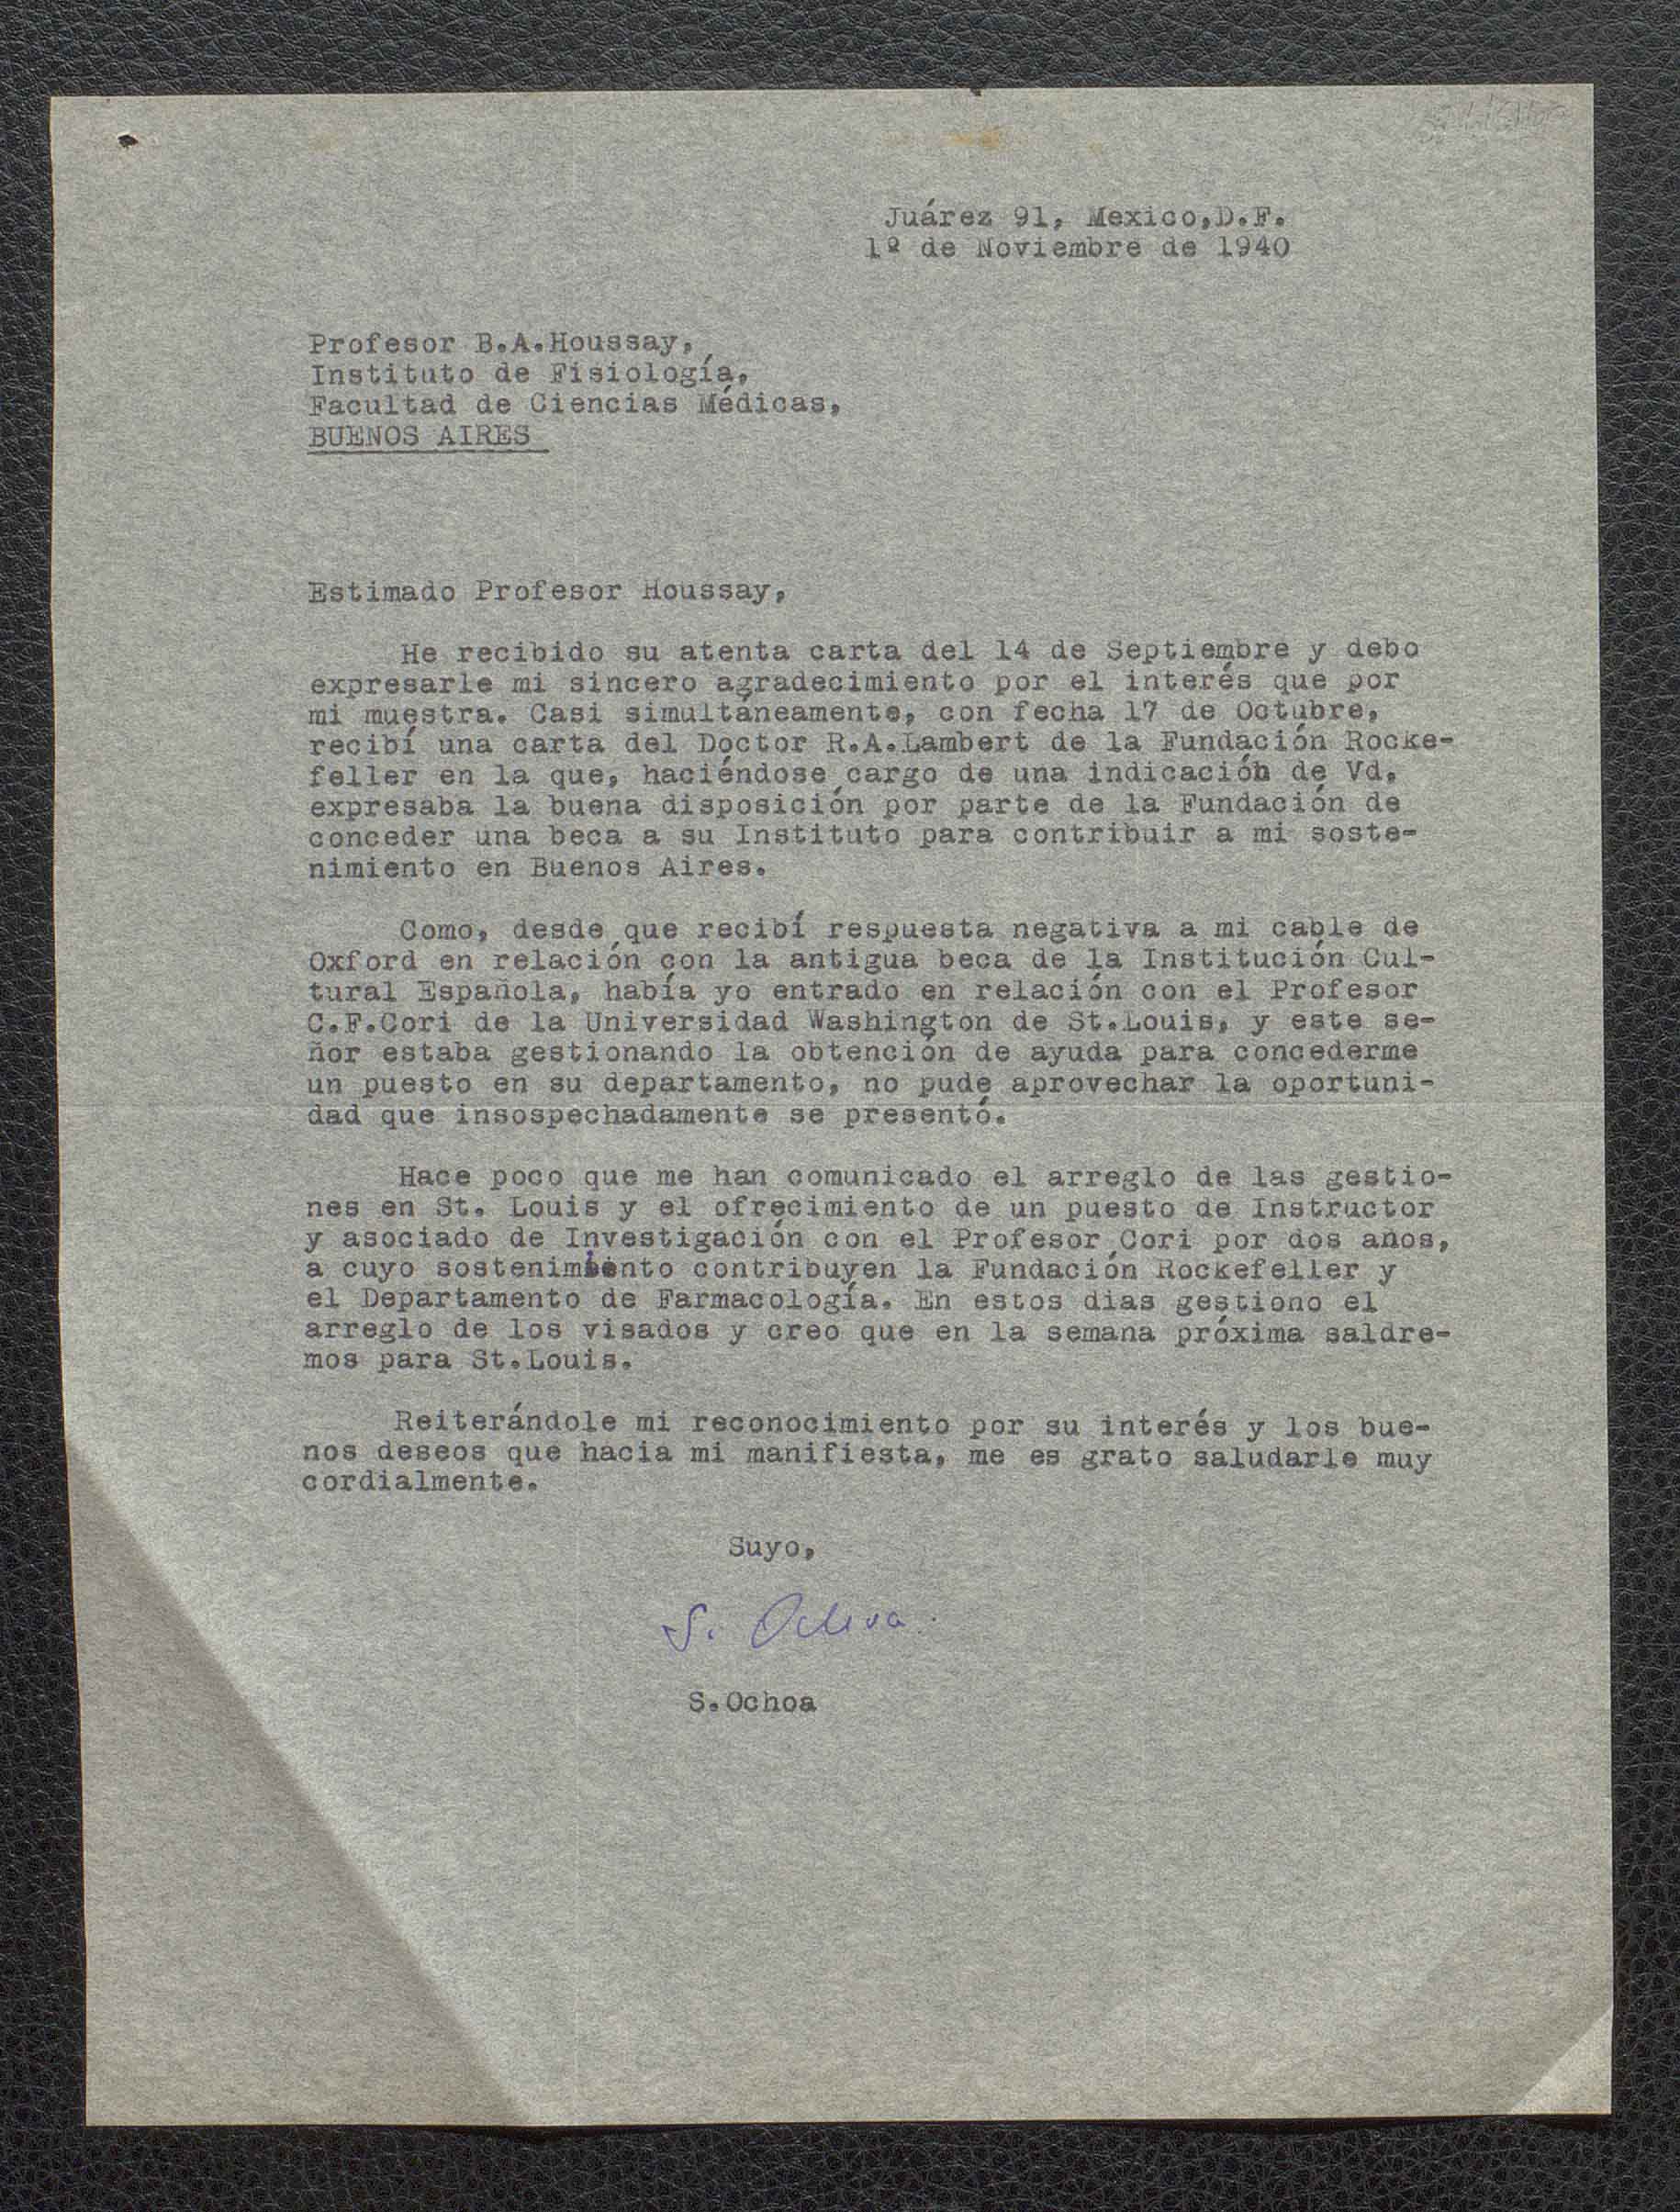 Juárez 91, Mexico,D.F.
1º de Noviembre de 1940
Profesor B.A.Houssay,
Instituto de Fisiología,
Facultad de Ciencias Médicas,
BUENOS AIRES
Estimado Profesor Houssay,
He recibido su atenta carta del 14 de Septiembre y debo
expresarle mi sincero agradecimiento por el interés que por
mi muestra. Casi simultáneamente, con fecha 17 de Octubre,
recibí una carta del Doctor R.A.Lambert de la Fundación Rocke-
feller en la que, haciéndose cargo de una indicación de Vd,
expresaba la buena disposición por parte de la Fundación de
conceder una beca a su Instituto para contribuir a mi soste-
nimiento en Buenos Aires.
Como, desde que recibí respuesta negativa a mi cable de
Oxford en relación con la antigua beca de la Institución Cul-
tural Española, había yo entrado en relación con el Profesor
C.F.Cori de la Universidad Washington de St.Louis, y este se-
ñor estaba gestionando la obtención de ayuda para concederme
un puesto en su departamento, no pude aprovechar la oportuni-
dad que insospechadamente se presentó.
Hace poco que me han comunicado el arreglo de las gestio-
nes en St. Louis y el ofrecimiento de un puesto de Instructor
y asociado de Investigación con el Profesor Cori por dos años,
a cuyo sostenimiento contribuyen la Fundación Rockefeller y
el Departamento de Farmacología. En estos dias gestiono el
arreglo de los visados y creo que en la semana próxima saldre-
mos para St.Louis.
Reiterándole mi reconocimiento por su interés y los bue-
nos deseos que hacia mi manifiesta, me es grato saludarle muy
cordialmente.
Suyo,
S. Ochoa.
S.Ochoa